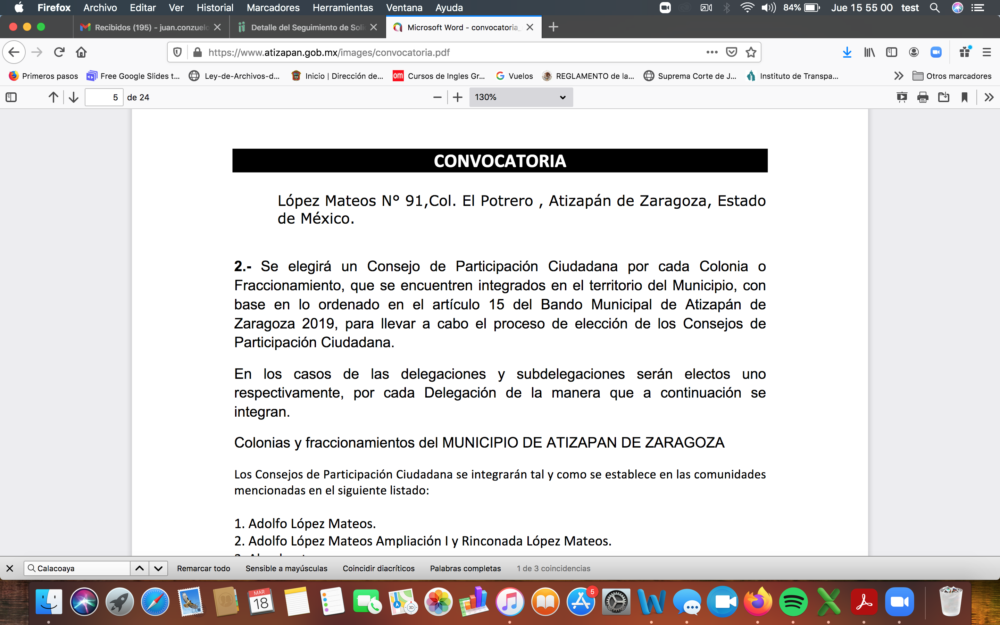 Firefox Archivo Editar Ver Historial Marcadores Herramientas Ventana Ayuda 84% Jue 15 55 00 test
Recibidos (195) - juan.conzuelo Detalle del Seguimiento de Soli Microsoft Word - convocatoria_
https://www.atizapan.gob.mx/images/convocatoria.pdf
Primeros pasos Free Google Slides t... Ley-de-Archivos-d... Inicio | Dirección de... om Cursos de Ingles Gr... Vuelos REGLAMENTO de la... Suprema Corte de J... Instituto de Transpa... Otros marcadores
5 de 24 130%
CONVOCATORIA
López Mateos N° 91,Col. El Potrero , Atizapán de Zaragoza, Estado
de México.
2.- Se elegirá un Consejo de Participación Ciudadana por cada Colonia o
Fraccionamiento, que se encuentren integrados en el territorio del Municipio, con
base en lo ordenado en el artículo 15 del Bando Municipal de Atizapán de
Zaragoza 2019, para llevar a cabo el proceso de elección de los Consejos de
Participación Ciudadana.
En los casos de las delegaciones y subdelegaciones serán electos uno
respectivamente, por cada Delegación de la manera que a continuación se
integran.
Colonias y fraccionamientos del MUNICIPIO DE ATIZAPAN DE ZARAGOZA
Los Consejos de Participación Ciudadana se integrarán tal y como se establece en las comunidades
mencionadas en el siguiente listado:
1. Adolfo López Mateos.
2. Adolfo López Mateos Ampliación I y Rinconada López Mateos.
Calacoaya Remarcar todo Sensible a mayúsculas Coincidir diacríticos Palabras completas 1 de 3 coincidencias
MAR
18
3D
5